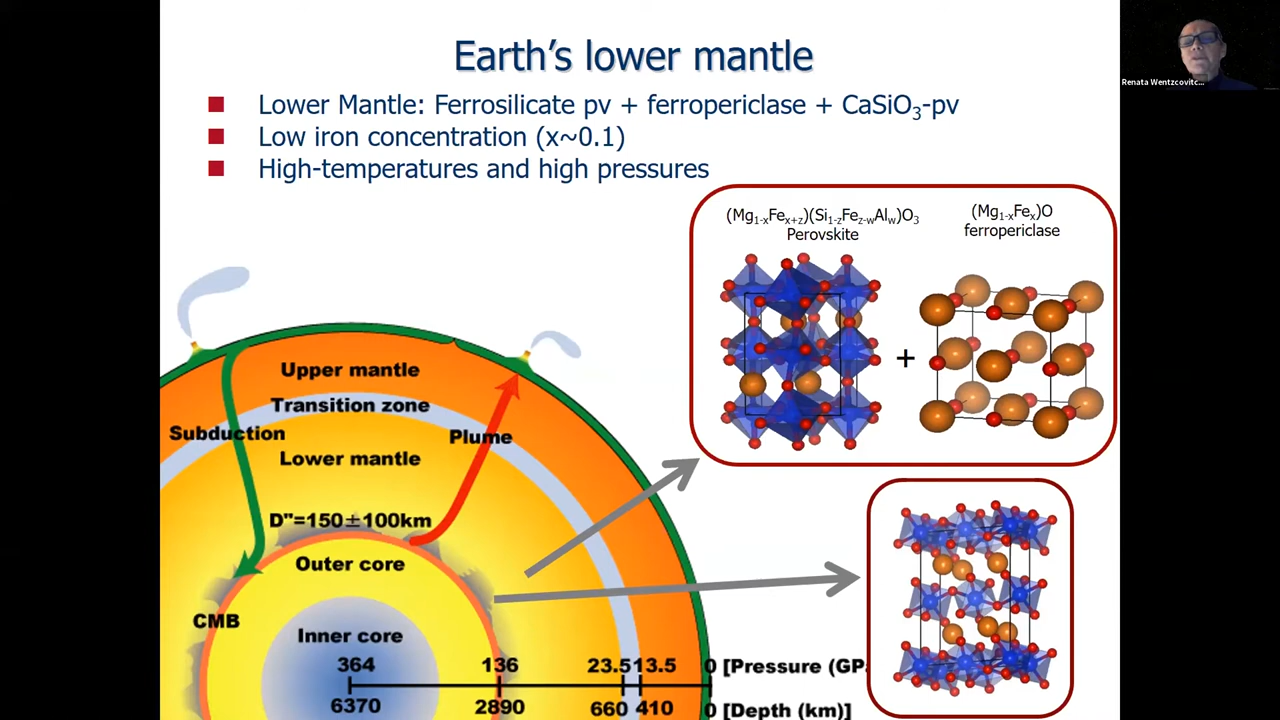 Earth's lower mantle
Lower Mantle: Ferrosilicate pv + ferropericlase + CaSiO3-pv
Low iron concentration (x~0.1)
High-temperatures and high pressures
Renata Wentzcovitc...
(Mg1-xFex+z)(Si1-zFez-wAlw)O3
Perovskite
(Mg1-xFex)O
ferropericlase
+
Upper mantle
Transition zone
Subduction
Plume
Lower mantle
D"=150±100km
Outer core
CMB
Inner core
364 136 23.5 13.5 0 [Pressure (GP
6370 2890 660 410 0 [Depth (km)]